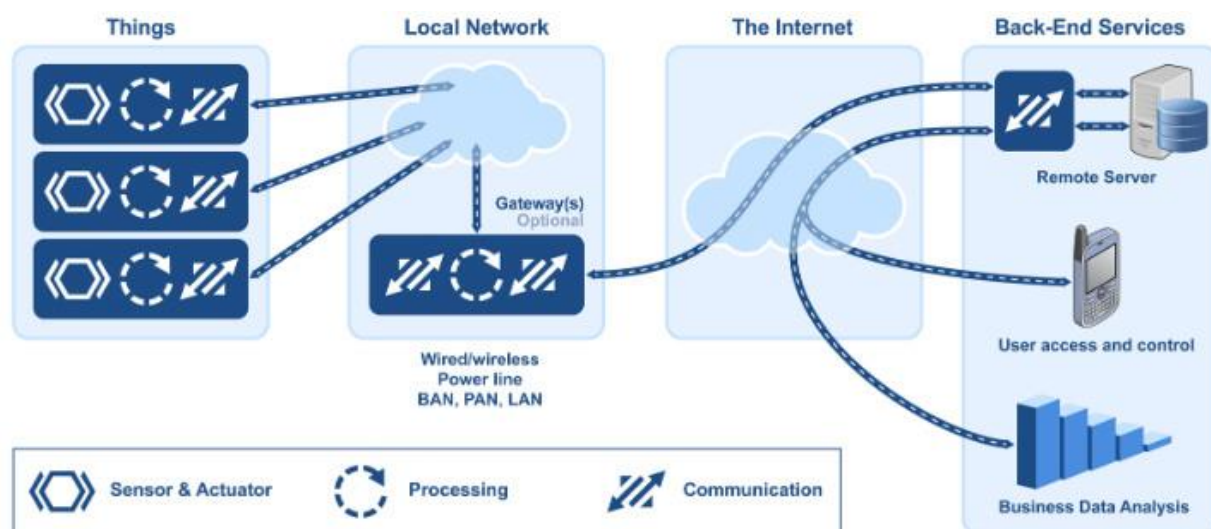 Things
Local Network
The Internet
Back-End Services
Gateway(s)
Optional
Remote Server
Wired/wireless
Power line
BAN, PAN, LAN
User access and control
Sensor & Actuator
Processing
Communication
Business Data Analysis